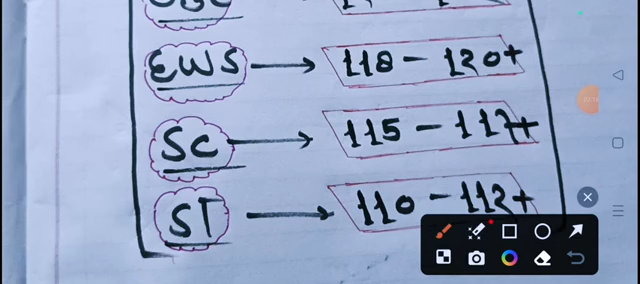 EWS → 118 - 120+
SC → 115 - 117+
ST → 110 - 112+